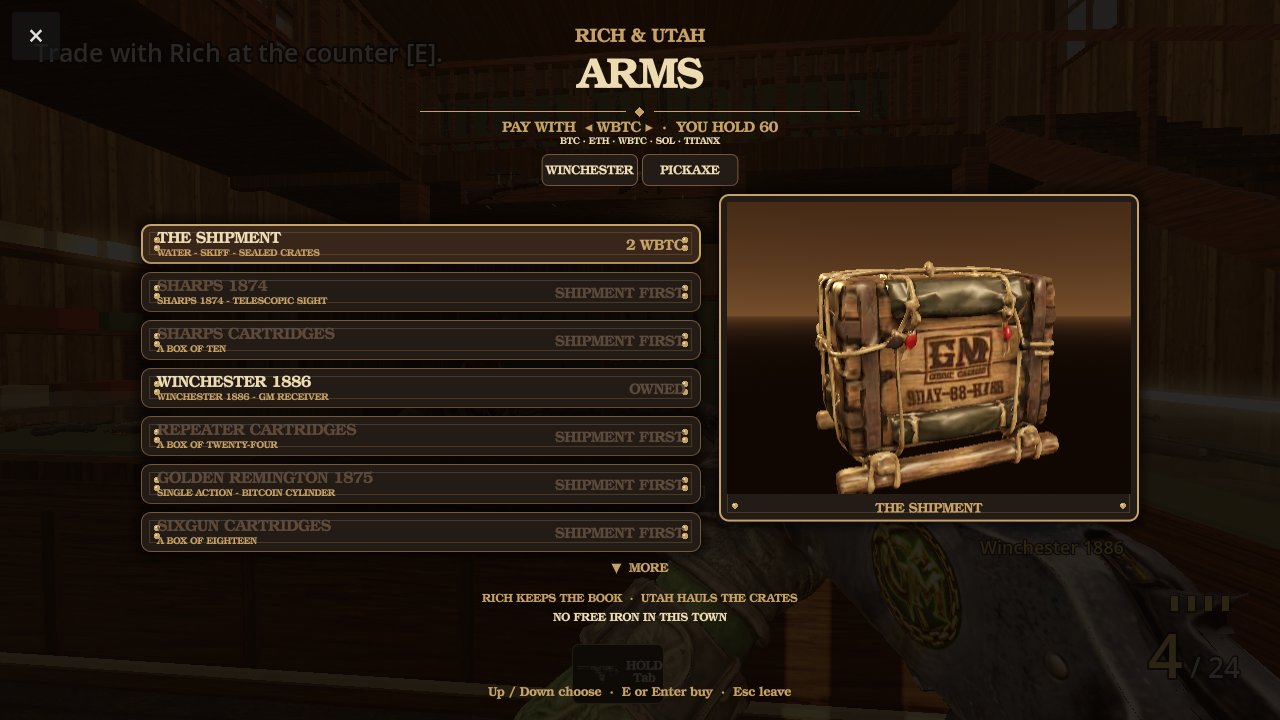 ×
Trade with Rich at the counter [E].
RICH & UTAH
ARMS
PAY WITH ◂ WBTC ▸ · YOU HOLD 60
BTC · ETH · WBTC · SOL · TITANX
WINCHESTER
PICKAXE
THE SHIPMENT
WATER - SKIFF - SEALED CRATES
2 WBTC
SHARPS 1874
SHARPS 1874 - TELESCOPIC SIGHT
SHIPMENT FIRST
SHARPS CARTRIDGES
A BOX OF TEN
SHIPMENT FIRST
WINCHESTER 1886
WINCHESTER 1886 - GM RECEIVER
OWNED
REPEATER CARTRIDGES
A BOX OF TWENTY-FOUR
SHIPMENT FIRST
GOLDEN REMINGTON 1875
SINGLE ACTION - BITCOIN CYLINDER
SHIPMENT FIRST
SIXGUN CARTRIDGES
A BOX OF EIGHTEEN
SHIPMENT FIRST
GM
THE SHIPMENT
▼ MORE
RICH KEEPS THE BOOK · UTAH HAULS THE CRATES
NO FREE IRON IN THIS TOWN
Winchester 1886
4 / 24
HOLD
Tab
Up / Down choose · E or Enter buy · Esc leave